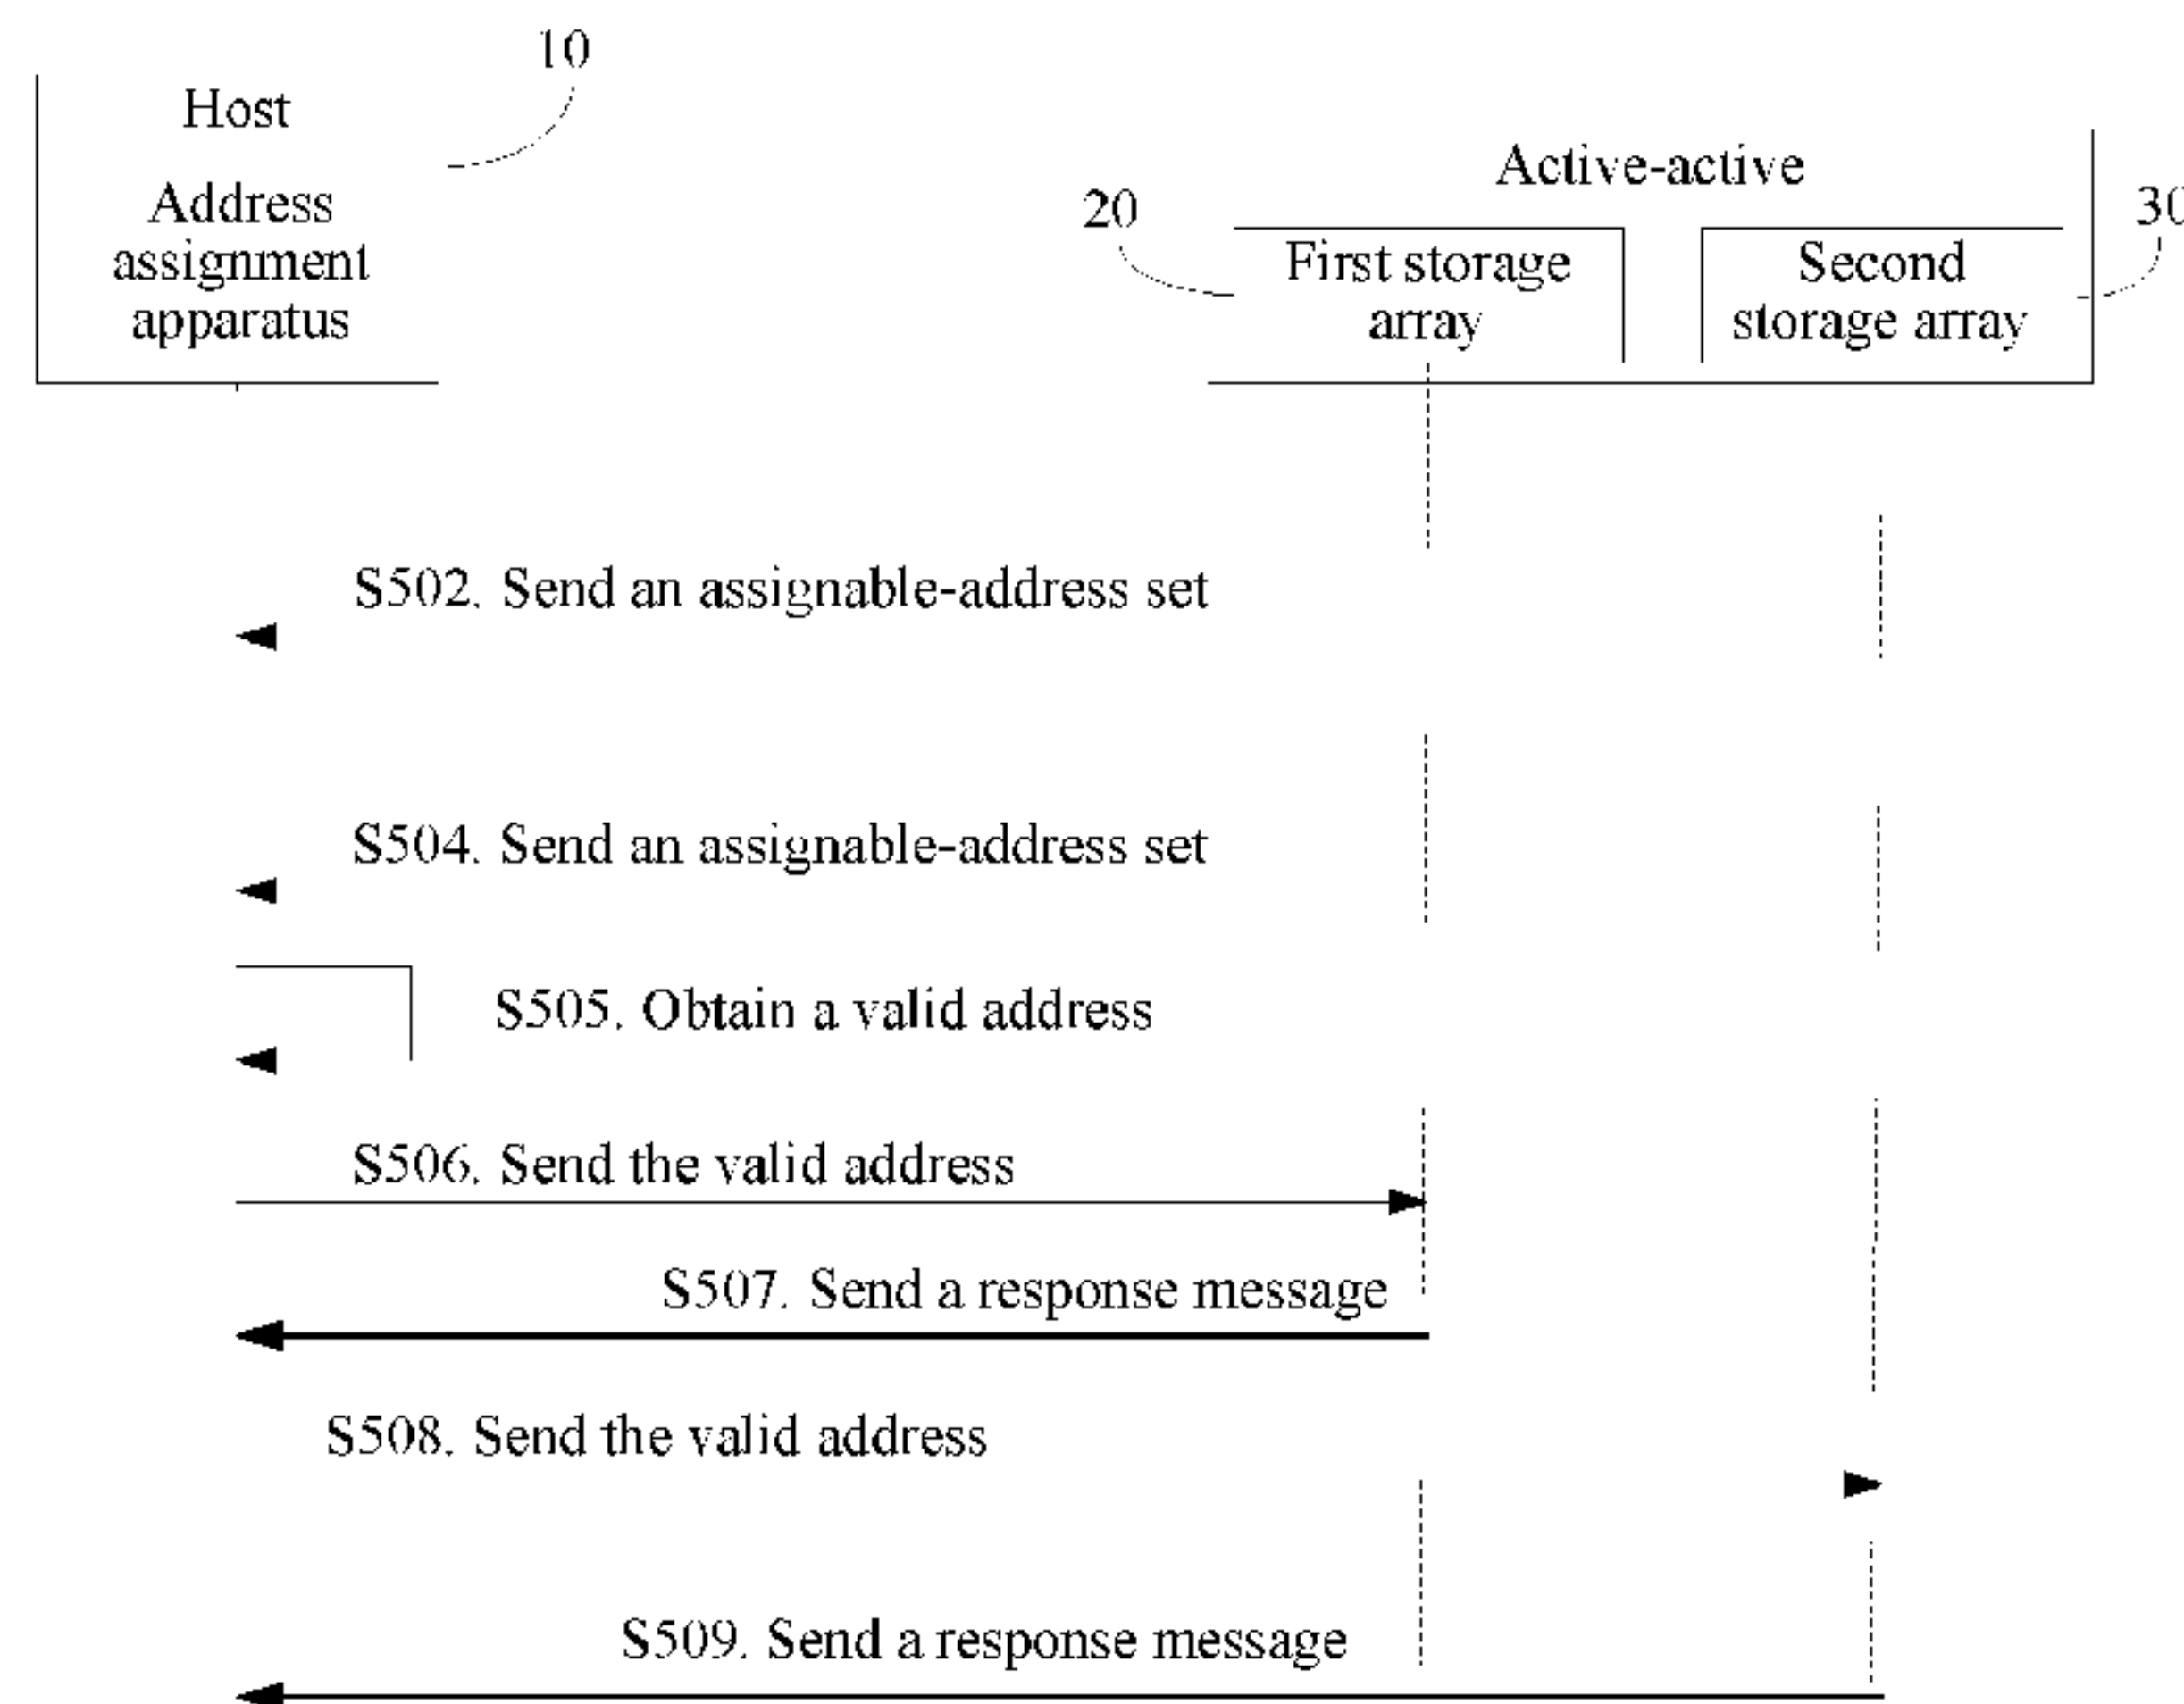 10
Host
Address
assignment
apparatus
Active-active
20
30
First storage
array
Second
storage array
S502. Send an assignable-address set
S504. Send an assignable-address set
S505. Obtain a valid address
S506. Send the valid address
S507. Send a response message
S508. Send the valid address
S509. Send a response message